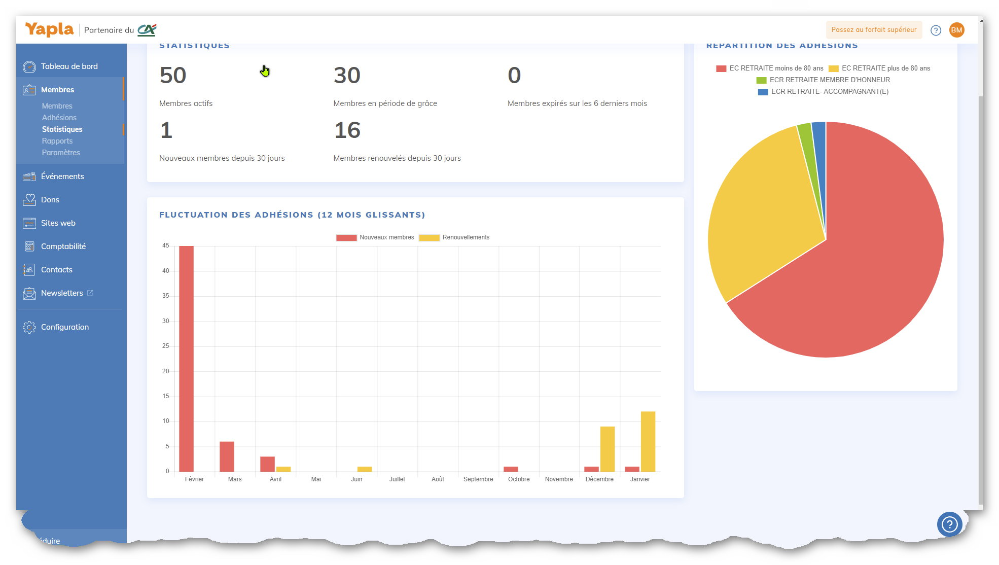 Yapla Partenaire du CA
Passez au forfait supérieur
?
BM
Tableau de bord
Membres
Membres
Adhésions
Statistiques
Rapports
Paramètres
Événements
Dons
Sites web
Comptabilité
Contacts
Newsletters
Configuration
éduire
STATISTIQUES
50
Membres actifs
30
Membres en période de grâce
0
Membres expirés sur les 6 derniers mois
1
Nouveaux membres depuis 30 jours
16
Membres renouvelés depuis 30 jours
FLUCTUATION DES ADHÉSIONS (12 MOIS GLISSANTS)
Nouveaux membres Renouvellements
45
40
35
30
25
20
15
10
5
0
Février Mars Avril Mai Juin Juillet Août Septembre Octobre Novembre Décembre Janvier
RÉPARTITION DES ADHÉSIONS
EC RETRAITE moins de 80 ans EC RETRAITE plus de 80 ans
ECR RETRAITE MEMBRE D'HONNEUR
ECR RETRAITE- ACCOMPAGNANT(E)
?